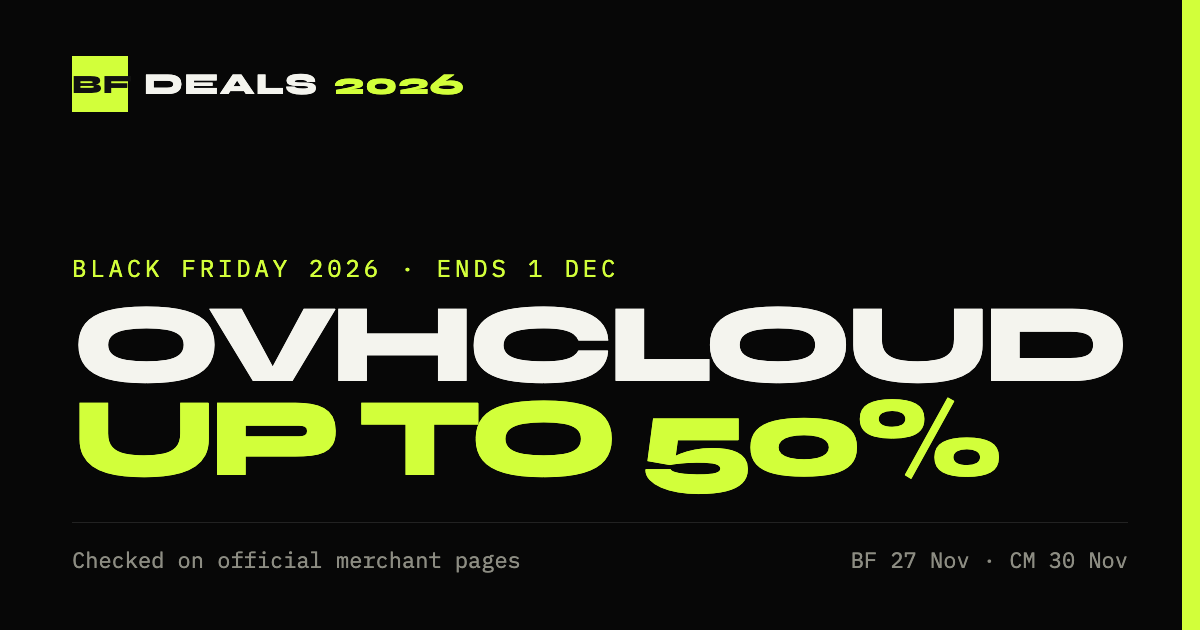 BF DEALS 2026
BLACK FRIDAY 2026 · ENDS 1 DEC
OVHCLOUD
UP TO 50%
Checked on official merchant pages
BF 27 Nov · CM 30 Nov